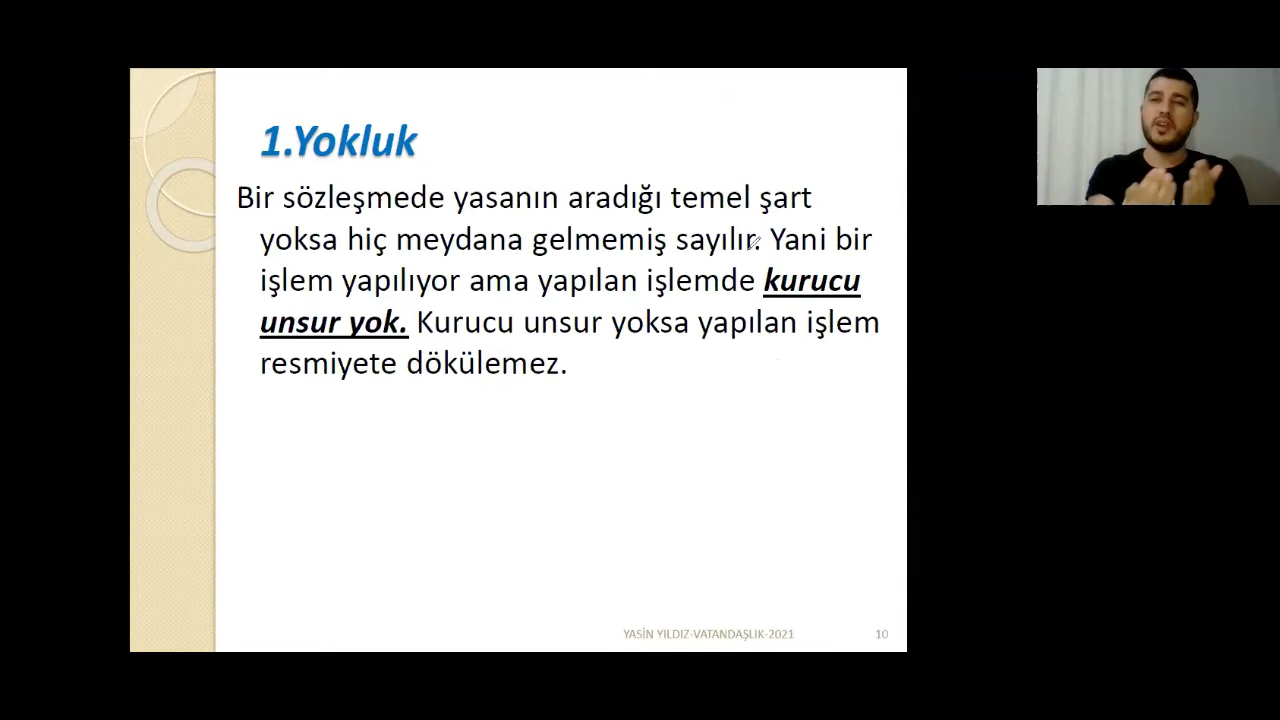 1.Yokluk
Bir sözleşmede yasanın aradığı temel şart
yoksa hiç meydana gelmemiş sayılır. Yani bir
işlem yapılıyor ama yapılan işlemde kurucu
unsur yok. Kurucu unsur yoksa yapılan işlem
resmiyete dökülemez.
YASİN YILDIZ-VATANDAŞLIK-2021
10